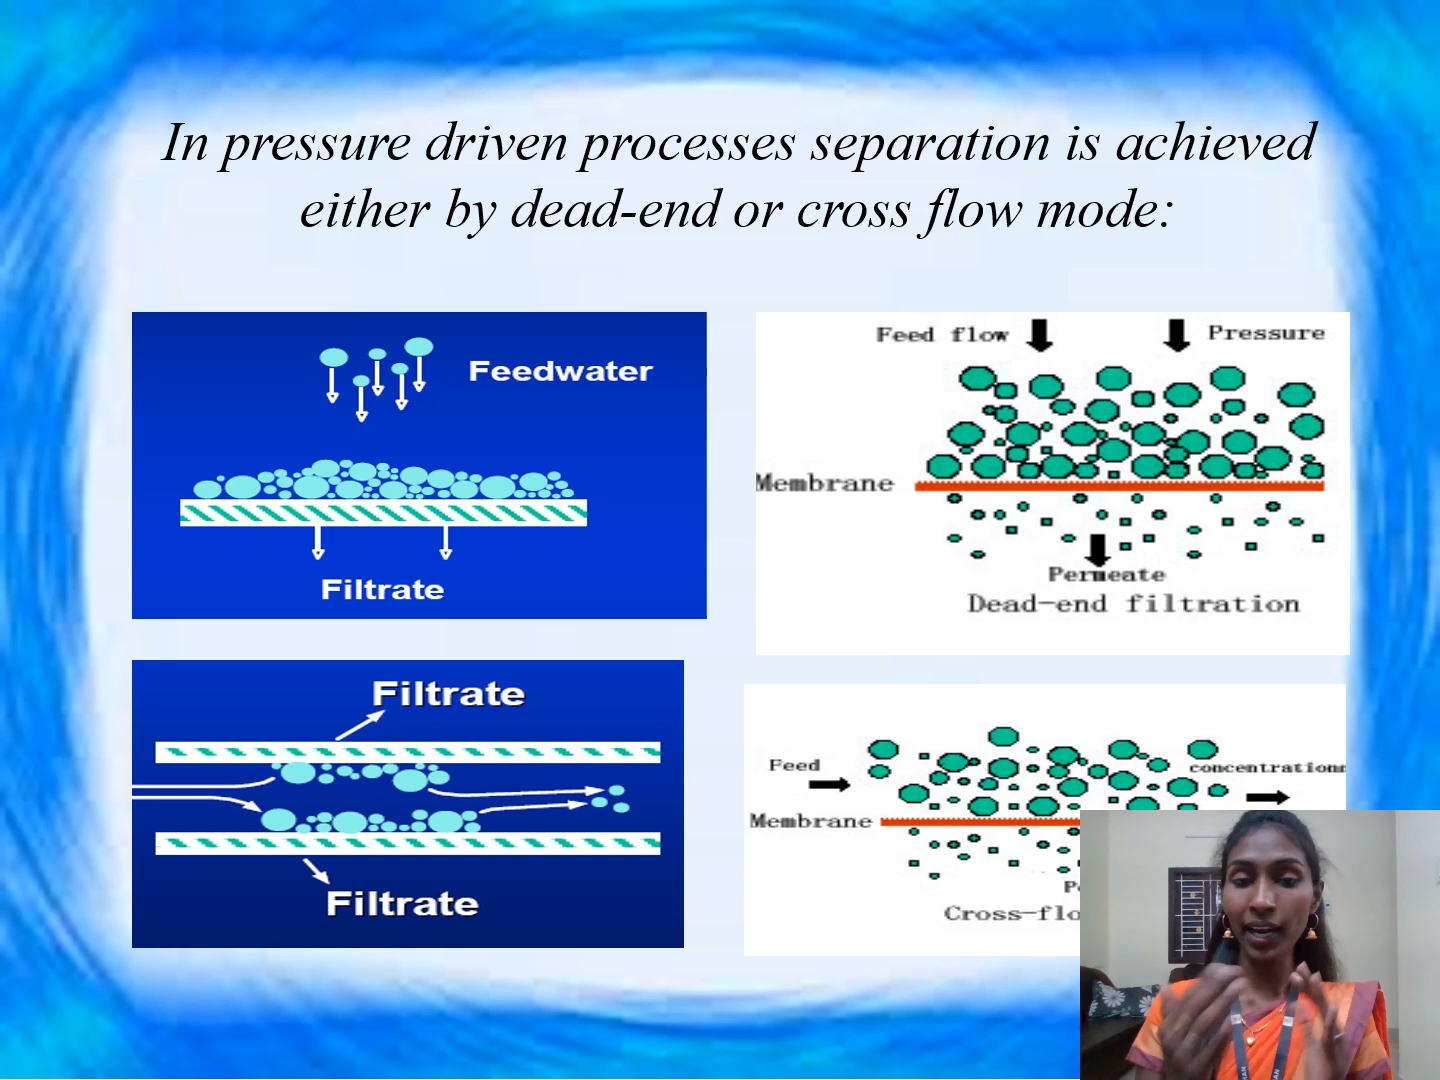 In pressure driven processes separation is achieved
either by dead-end or cross flow mode:
Feedwater
Filtrate
Feed flow
Pressure
Membrane
Permeate
Dead-end filtration
Filtrate
Filtrate
Feed
concentrations
Membrane